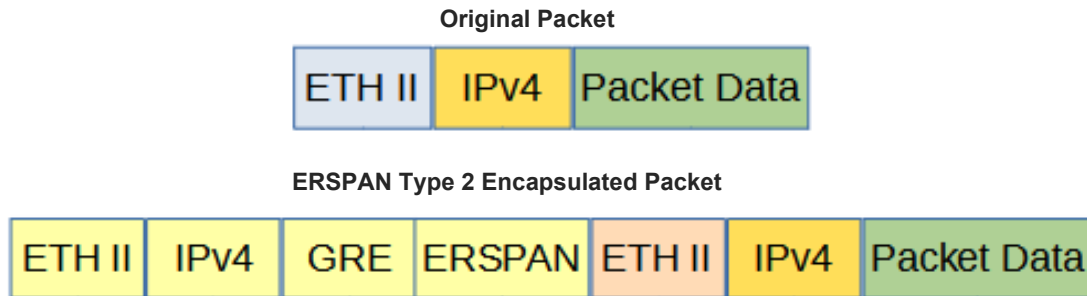 Original Packet
ETH II IPv4 Packet Data
ERSPAN Type 2 Encapsulated Packet
ETH II IPv4 GRE ERSPAN ETH II IPv4 Packet Data